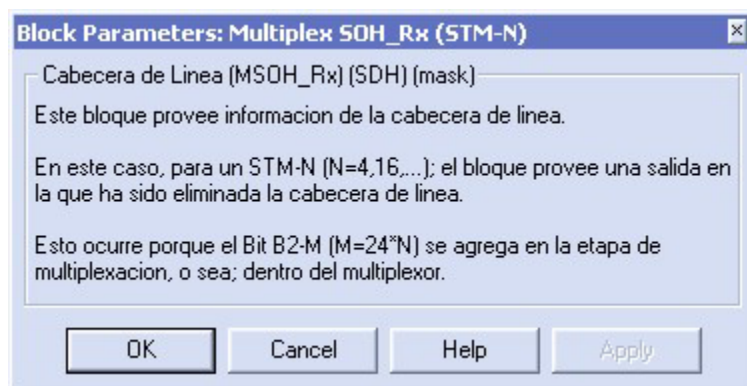 Block Parameters: Multiplex SOH_Rx (STM-N)
Cabecera de Linea (MSOH_Rx) (SDH) (mask)
Este bloque provee informacion de la cabecera de linea.
En este caso, para un STM-N (N=4,16,...); el bloque provee una salida en
la que ha sido eliminada la cabecera de linea.
Esto ocurre porque el Bit B2-M (M=24*N) se agrega en la etapa de
multiplexacion, o sea; dentro del multiplexor.
OK Cancel Help Apply